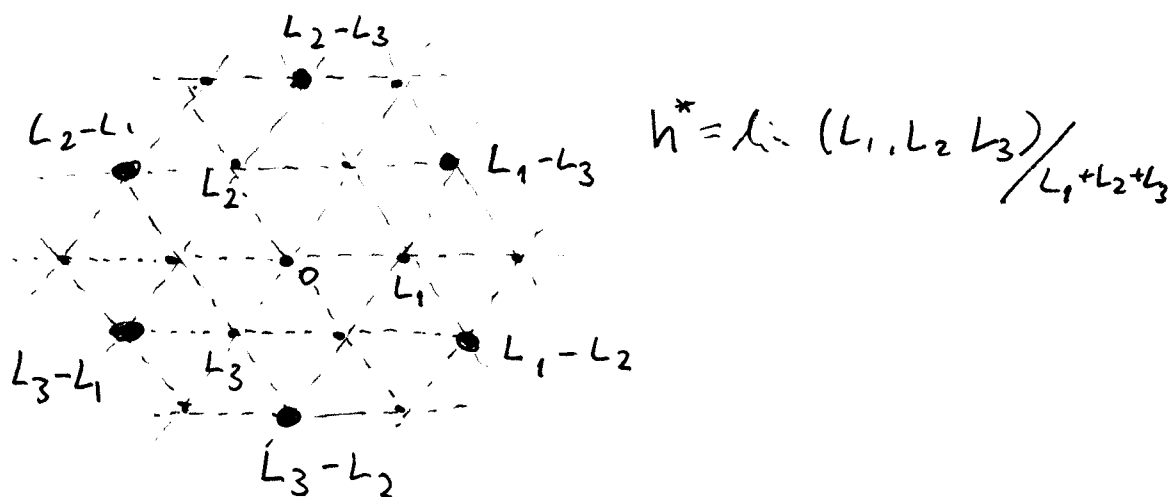 L₂-L₃
L₂-L₁
L₂
L₁-L₃
h* = lin (L₁, L₂ L₃)/L₁+L₂+L₃
0
L₁
L₃-L₁
L₃
L₁-L₂
L₃-L₂